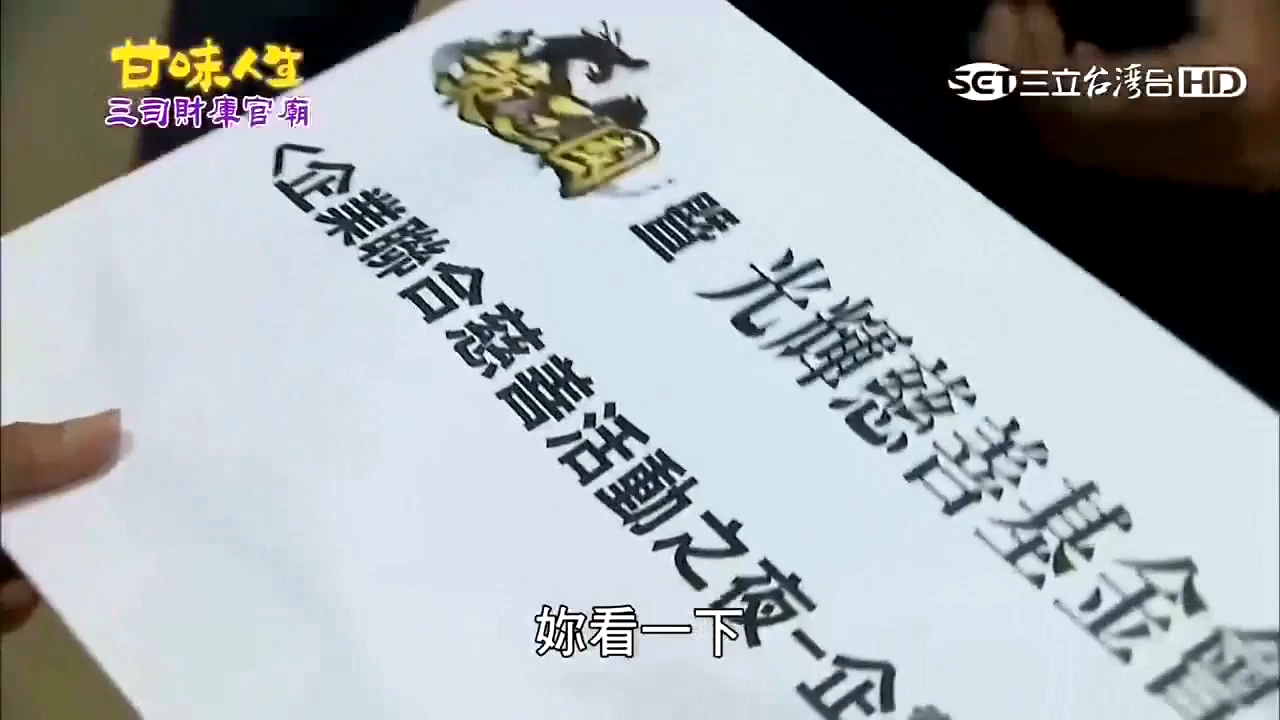 甘味人生
三司財庫官廟
SET三立台灣台HD
暨 光輝慈善基金會
<企業聯合慈善活動之夜-企業
妳看一下